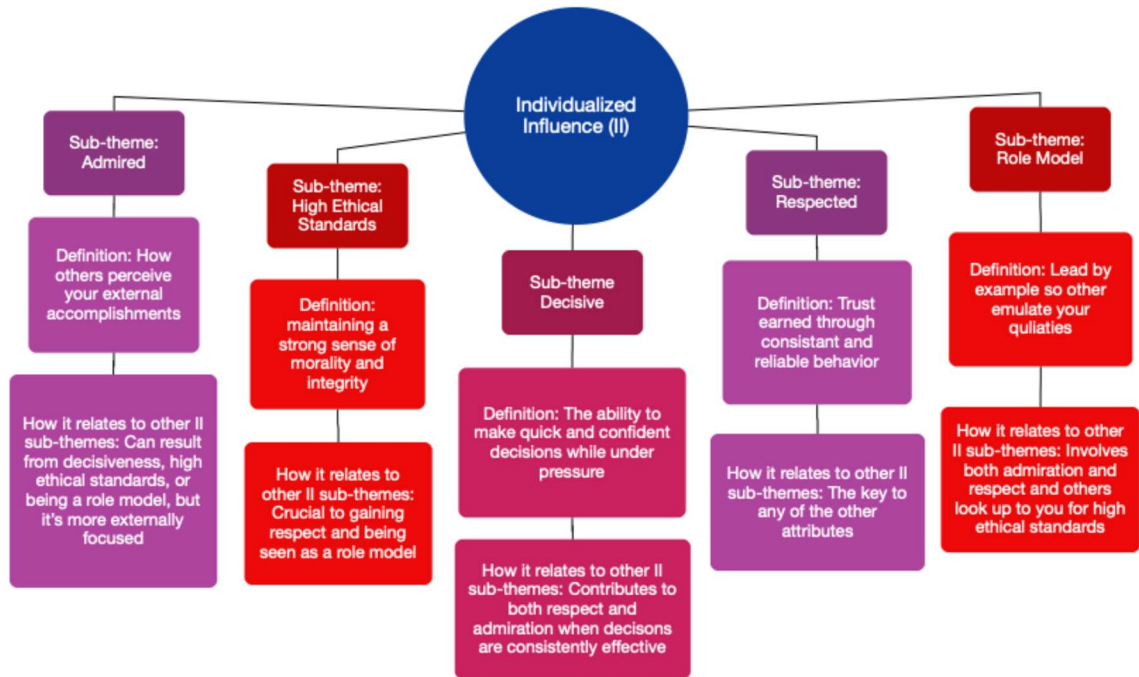 Individualized
Influence (II)
Sub-theme:
Admired
Definition: How
others perceive
your external
accomplishments
How it relates to other II
sub-themes: Can result
from decisiveness, high
ethical standards, or
being a role model, but
it's more externally
focused
Sub-theme:
High Ethical
Standards
Definition:
maintaining a
strong sense of
morality and
integrity
How it relates to
other II sub-themes:
Crucial to gaining
respect and being
seen as a role model
Sub-theme
Decisive
Definition: The ability to
make quick and confident
decisions while under
pressure
How it relates to other II
sub-themes: Contributes to
both respect and
admiration when decisons
are consistently effective
Sub-theme:
Respected
Definition: Trust
earned through
consistant and
reliable behavior
How it relates to other II
sub-themes: The key to
any of the other
attributes
Sub-theme:
Role Model
Definition: Lead by
example so other
emulate your
quliaties
How it relates to other
II sub-themes: Involves
both admiration and
respect and others
look up to you for high
ethical standards